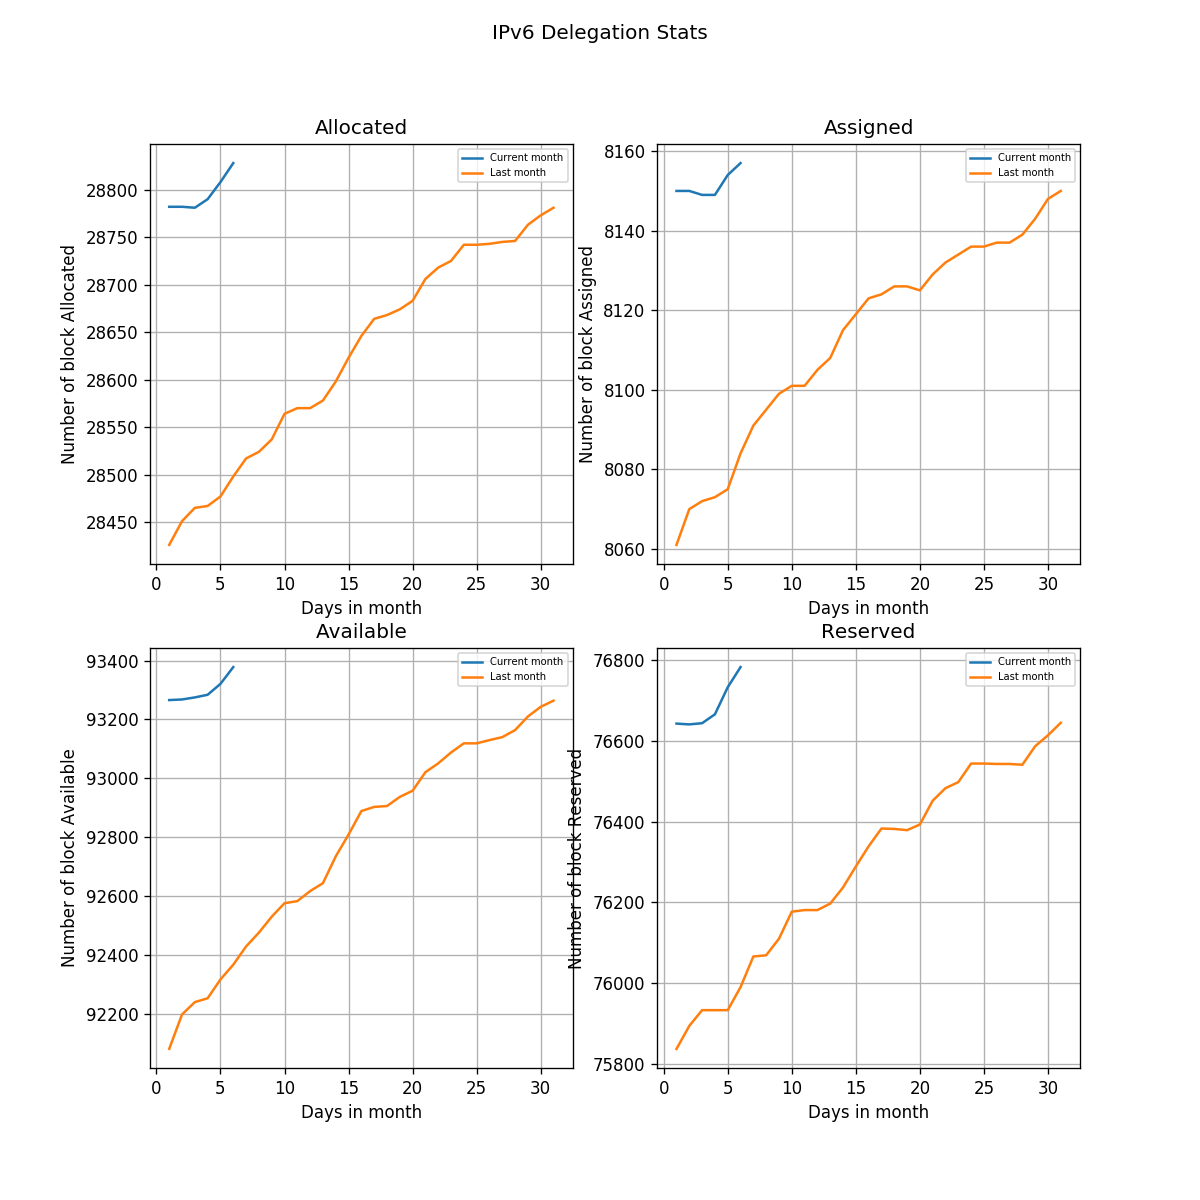 IPv6 Delegation Stats
Allocated
Current month
Last month
28800
28750
28700
28650
28600
28550
28500
28450
Number of block Allocated
0 5 10 15 20 25 30
Days in month
Assigned
Current month
Last month
8160
8140
8120
8100
8080
8060
Number of block Assigned
0 5 10 15 20 25 30
Days in month
Available
Current month
Last month
93400
93200
93000
92800
92600
92400
92200
Number of block Available
0 5 10 15 20 25 30
Days in month
Reserved
Current month
Last month
76800
76600
76400
76200
76000
75800
Number of block Reserved
0 5 10 15 20 25 30
Days in month